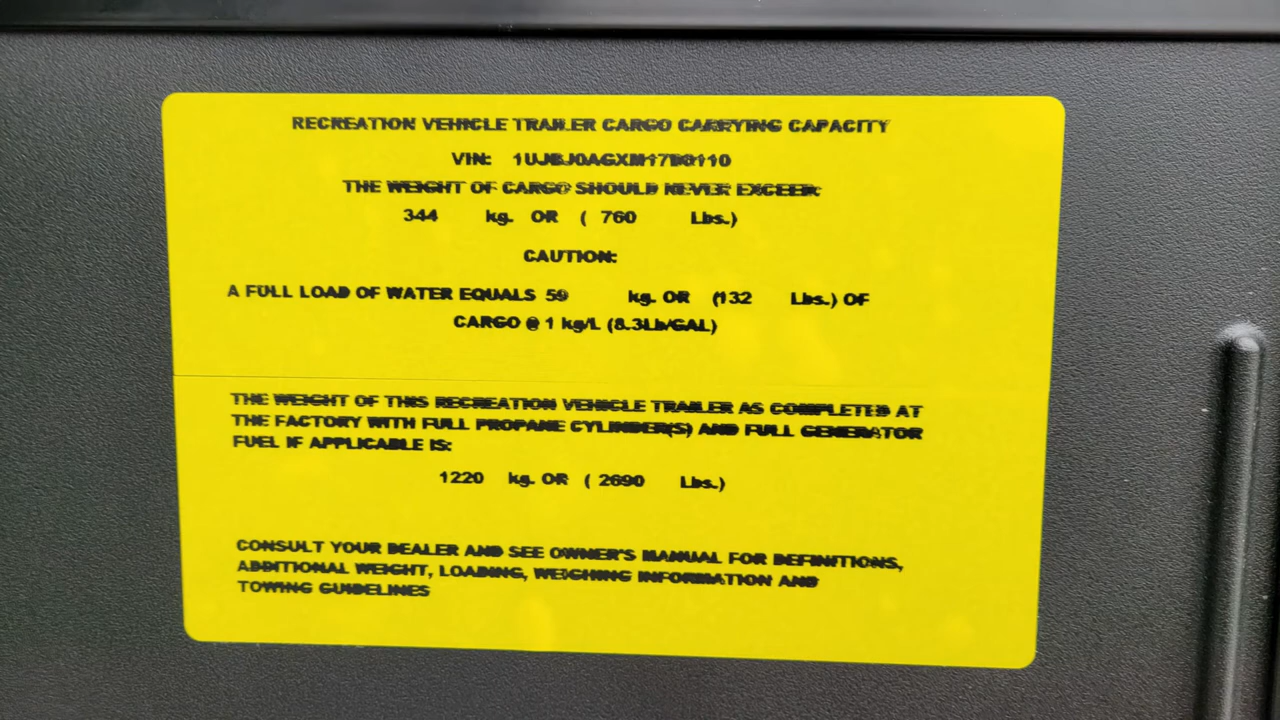 RECREATION VEHICLE TRAILER CARGO CARRYING CAPACITY
VIN:
THE WEIGHT OF CARGO SHOULD NEVER EXCEED:
344 kg. OR ( 760 Lbs.)
CAUTION:
A FULL LOAD OF WATER EQUALS 59 kg. OR (132 Lbs.) OF
CARGO @ 1 kg/L (8.3Lb/GAL)
THE WEIGHT OF THIS RECREATION VEHICLE TRAILER AS COMPLETED AT
THE FACTORY WITH FULL PROPANE CYLINDER(S) AND FULL GENERATOR
FUEL IF APPLICABLE IS:
1220 kg. OR ( 2690 Lbs.)
CONSULT YOUR DEALER AND SEE OWNER'S MANUAL FOR DEFINITIONS,
ADDITIONAL WEIGHT, LOADING, WEIGHING INFORMATION AND
TOWING GUIDELINES